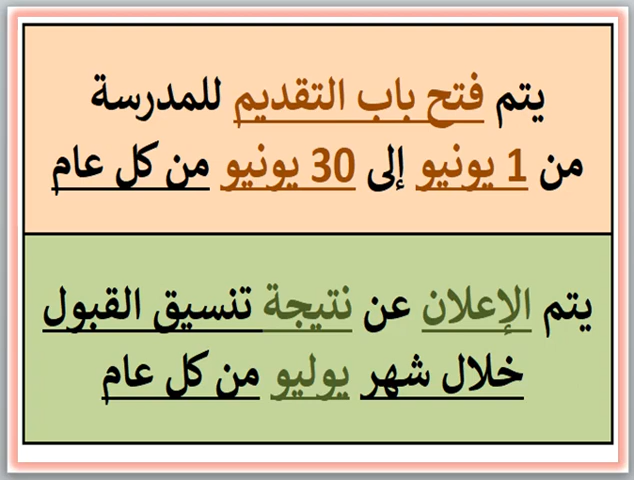 يتم فتح باب التقديم للمدرسة
من 1 يونيو إلى 30 يونيو من كل عام
يتم الإعلان عن نتيجة تنسيق القبول
خلال شهر يوليو من كل عام